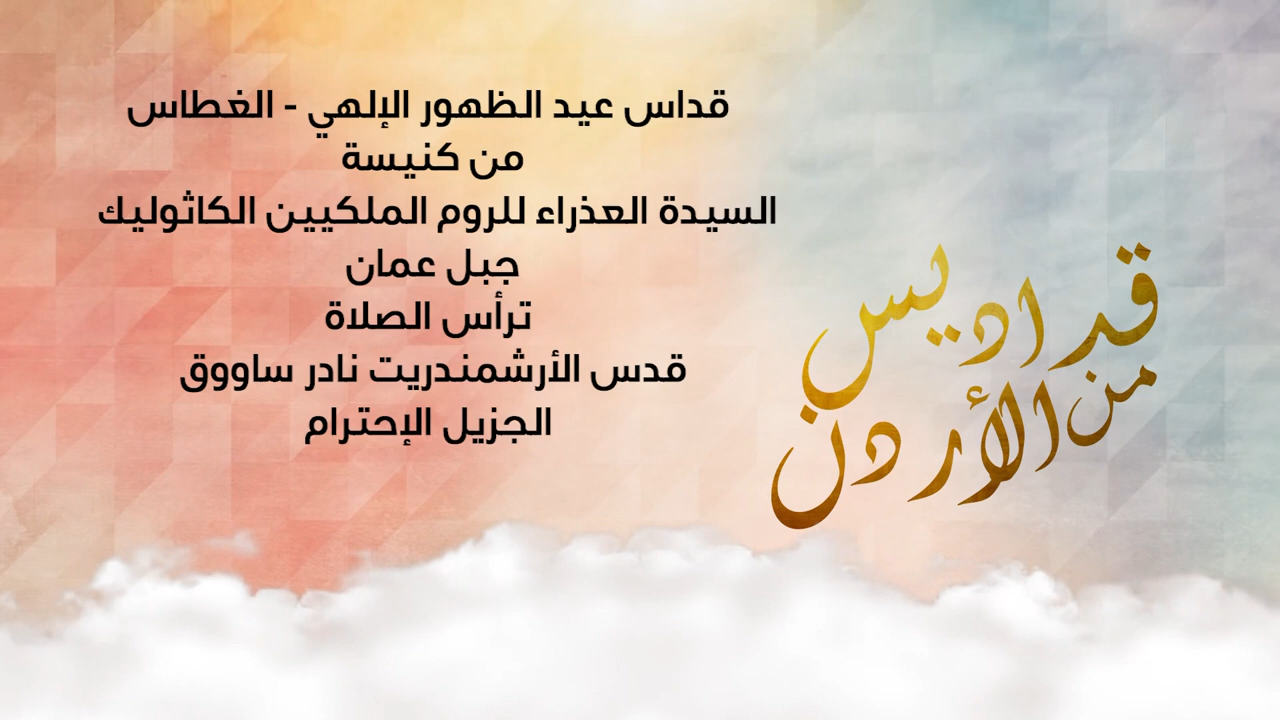 قداس عيد الظهور الإلهي - الغطاس
من كنيسة
السيدة العذراء للروم الملكيين الكاثوليك
جبل عمان
ترأس الصلاة
قدس الأرشمندريت نادر ساووق
الجزيل الإحترام
قداديس
من الأردن